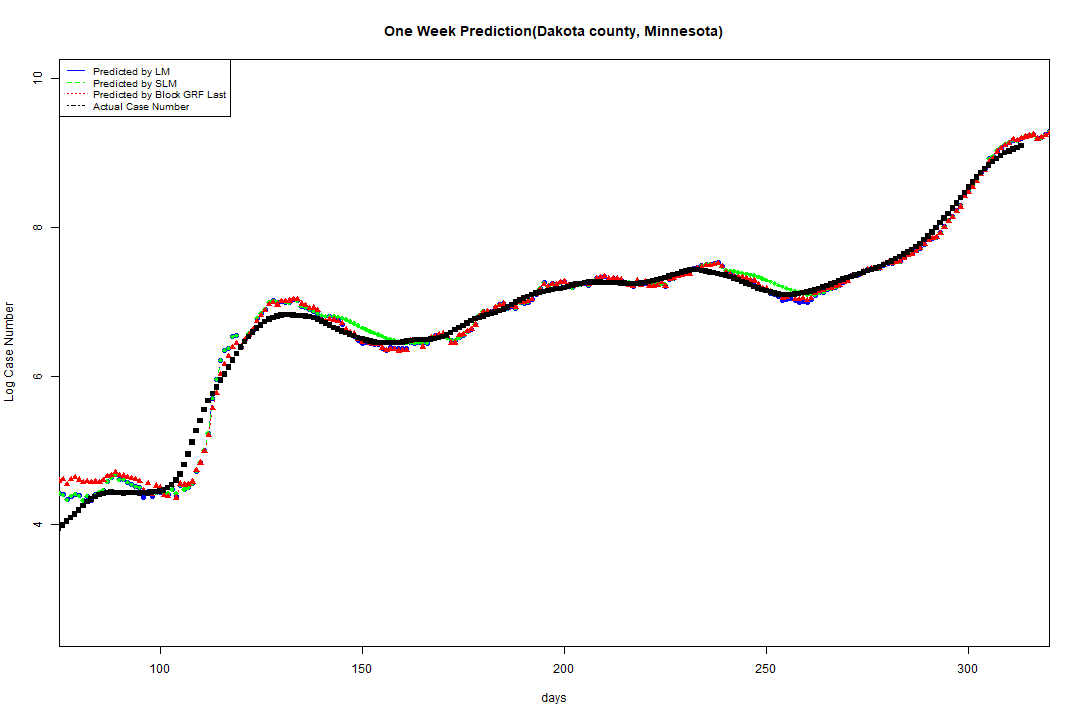 One Week Prediction(Dakota county, Minnesota)
Predicted by LM
Predicted by SLM
Predicted by Block GRF Last
Actual Case Number
10
8
6
4
Log Case Number
100 150 200 250 300
days